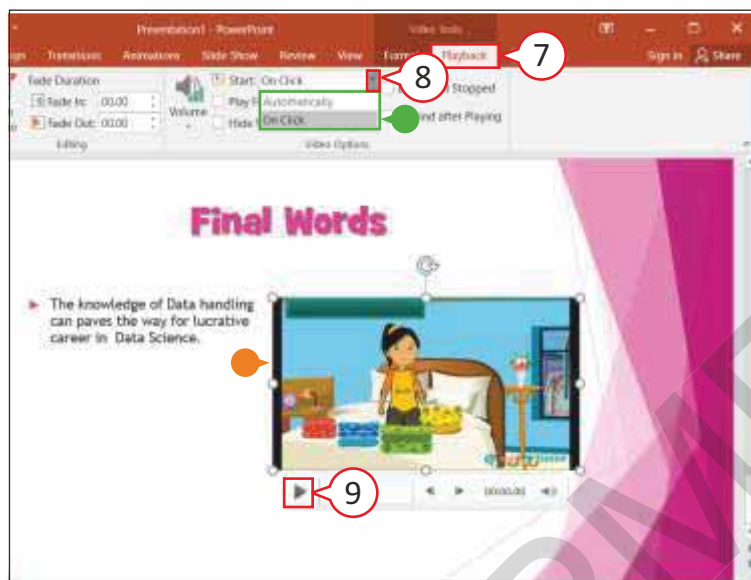 Presentation1 - PowerPoint
Video Tools
Transitions Animations Slide Show Review View Playback 7 Sign in Share
Fade Duration
Start: On Click 8
Fade In: 00.00
Volume
Automatically
Stopped
Fade Out: 00.00
Hide
On Click
after Playing
Editing
Video Options
Final Words
The knowledge of Data handling
can paves the way for lucrative
career in Data Science.
9
00:00.00